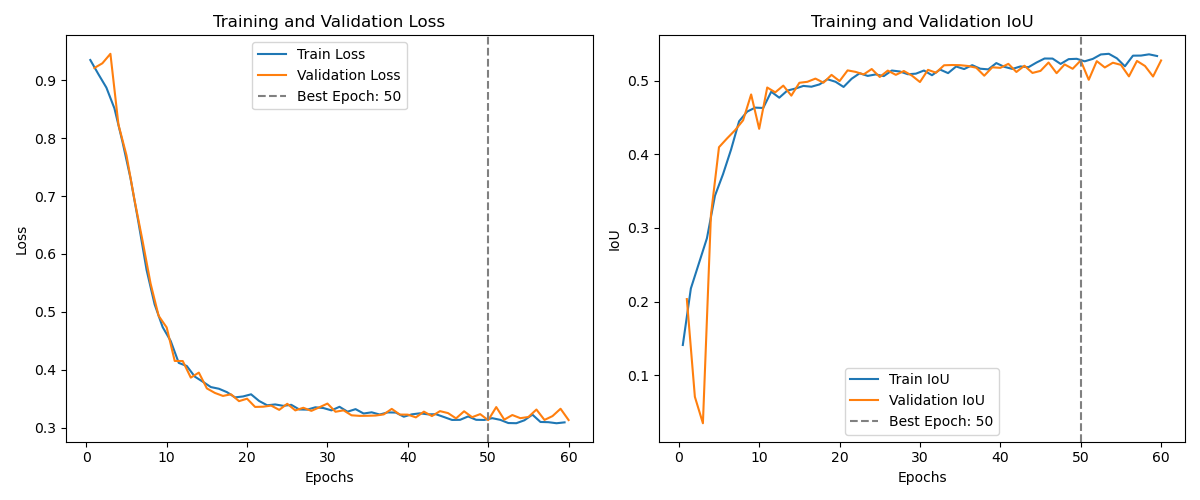 Training and Validation Loss
Loss
0.9
0.8
0.7
0.6
0.5
0.4
0.3
Train Loss
Validation Loss
Best Epoch: 50
0 10 20 30 40 50 60
Epochs
Training and Validation IoU
IoU
0.5
0.4
0.3
0.2
0.1
Train IoU
Validation IoU
Best Epoch: 50
0 10 20 30 40 50 60
Epochs